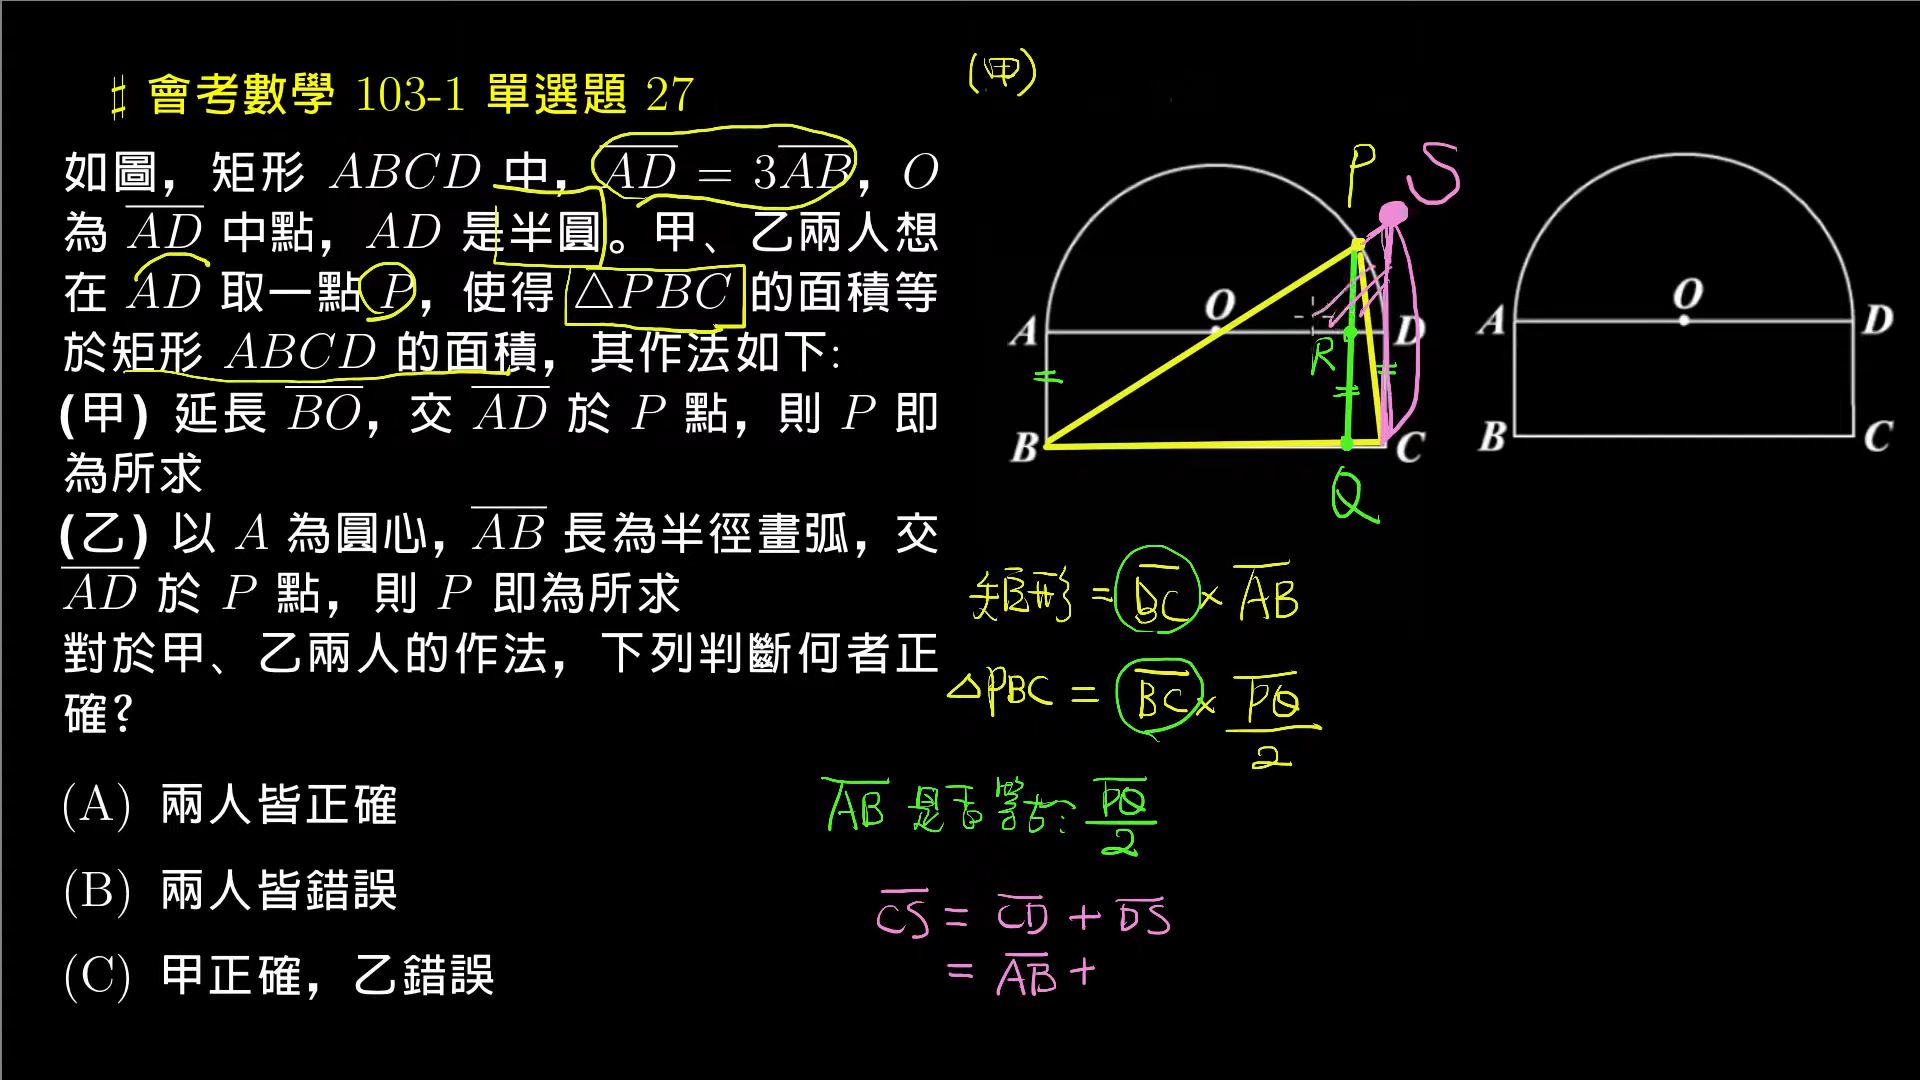 ♯ 會考數學 103-1 單選題 27
如圖，矩形 ABCD 中，AD = 3AB，O
為 AD 中點，AD 是半圓。甲、乙兩人想
在 AD 取一點 P，使得 △PBC 的面積等
於矩形 ABCD 的面積，其作法如下:
(甲) 延長 BO，交 AD 於 P 點，則 P 即
為所求
(乙) 以 A 為圓心，AB 長為半徑畫弧，交
AD 於 P 點，則 P 即為所求
對於甲、乙兩人的作法，下列判斷何者正
確?
(A) 兩人皆正確
(B) 兩人皆錯誤
(C) 甲正確，乙錯誤
(甲)
P S
O
A D
R
B C
Q
O
A D
B C
矩形 = BC × AB
△PBC = BC × PQ/2
AB 是否等於: PQ/2
CS = CD + DS
= AB +